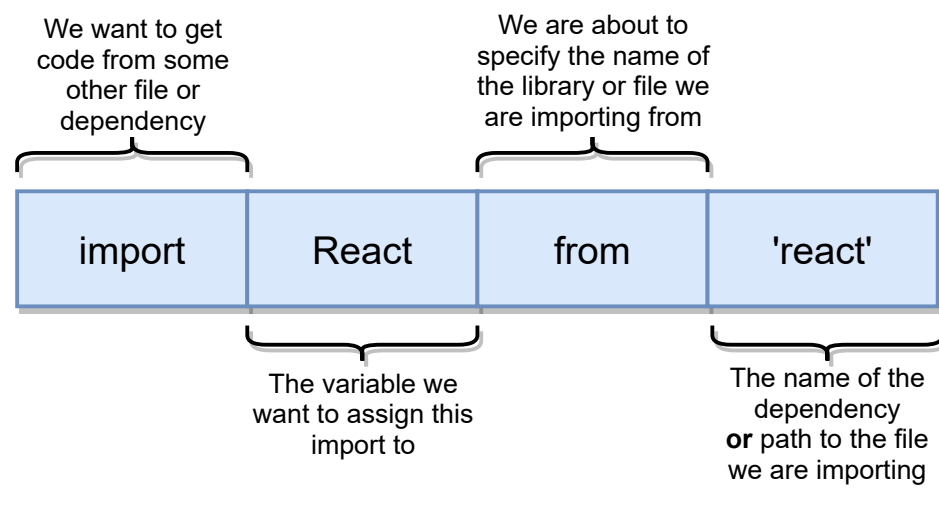 We want to get
code from some
other file or
dependency
We are about to
specify the name of
the library or file we
are importing from
import React from 'react'
The variable we
want to assign this
import to
The name of the
dependency
or path to the file
we are importing